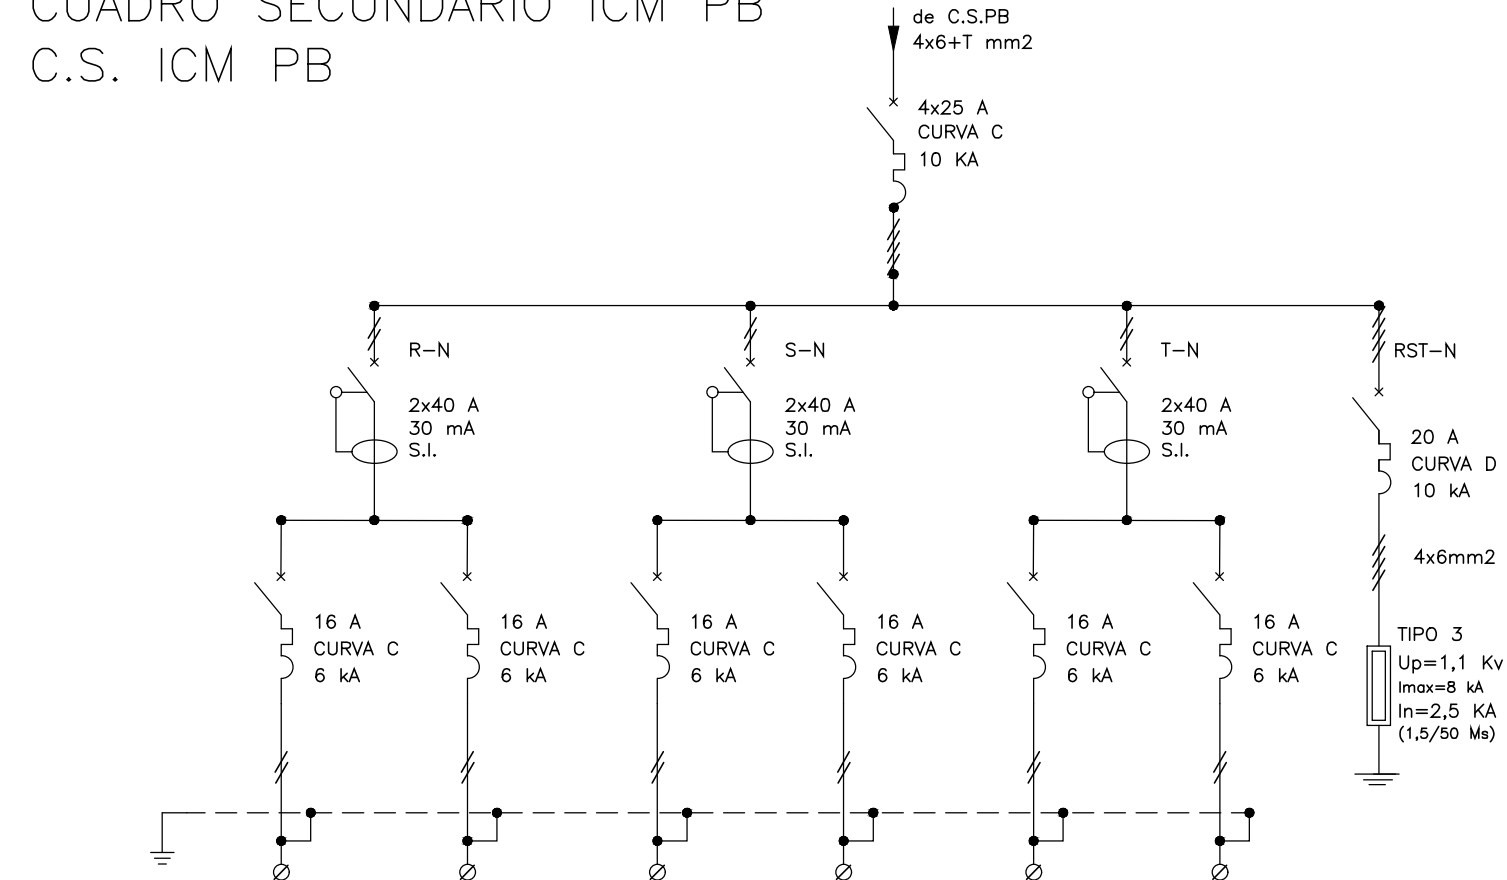 CUADRO SECUNDARIO ICM PB
C.S. ICM PB
de C.S.PB
4x6+T mm2
4x25 A
CURVA C
10 KA
R-N
2x40 A
30 mA
S.I.
S-N
2x40 A
30 mA
S.I.
T-N
2x40 A
30 mA
S.I.
RST-N
20 A
CURVA D
10 kA
4x6mm2
TIPO 3
Up=1,1 Kv
Imax=8 kA
In=2,5 KA
(1,5/50 Ms)
16 A
CURVA C
6 kA
16 A
CURVA C
6 kA
16 A
CURVA C
6 kA
16 A
CURVA C
6 kA
16 A
CURVA C
6 kA
16 A
CURVA C
6 kA